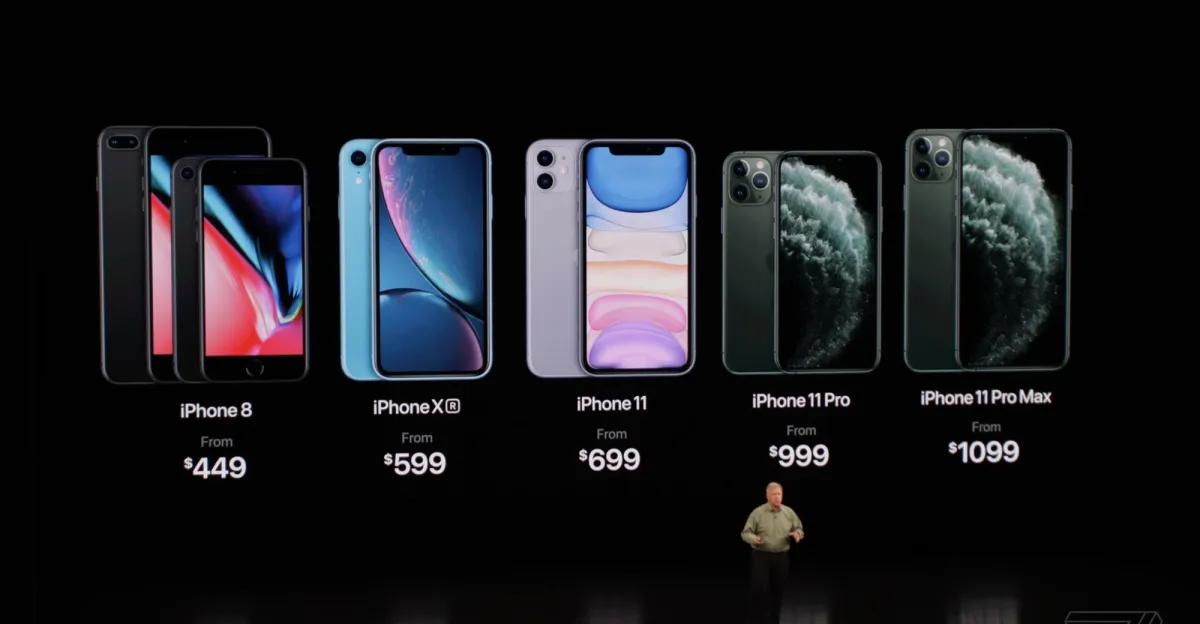 iPhone 8
From
$449
iPhone XR
From
$599
iPhone 11
From
$699
iPhone 11 Pro
From
$999
iPhone 11 Pro Max
From
$1099